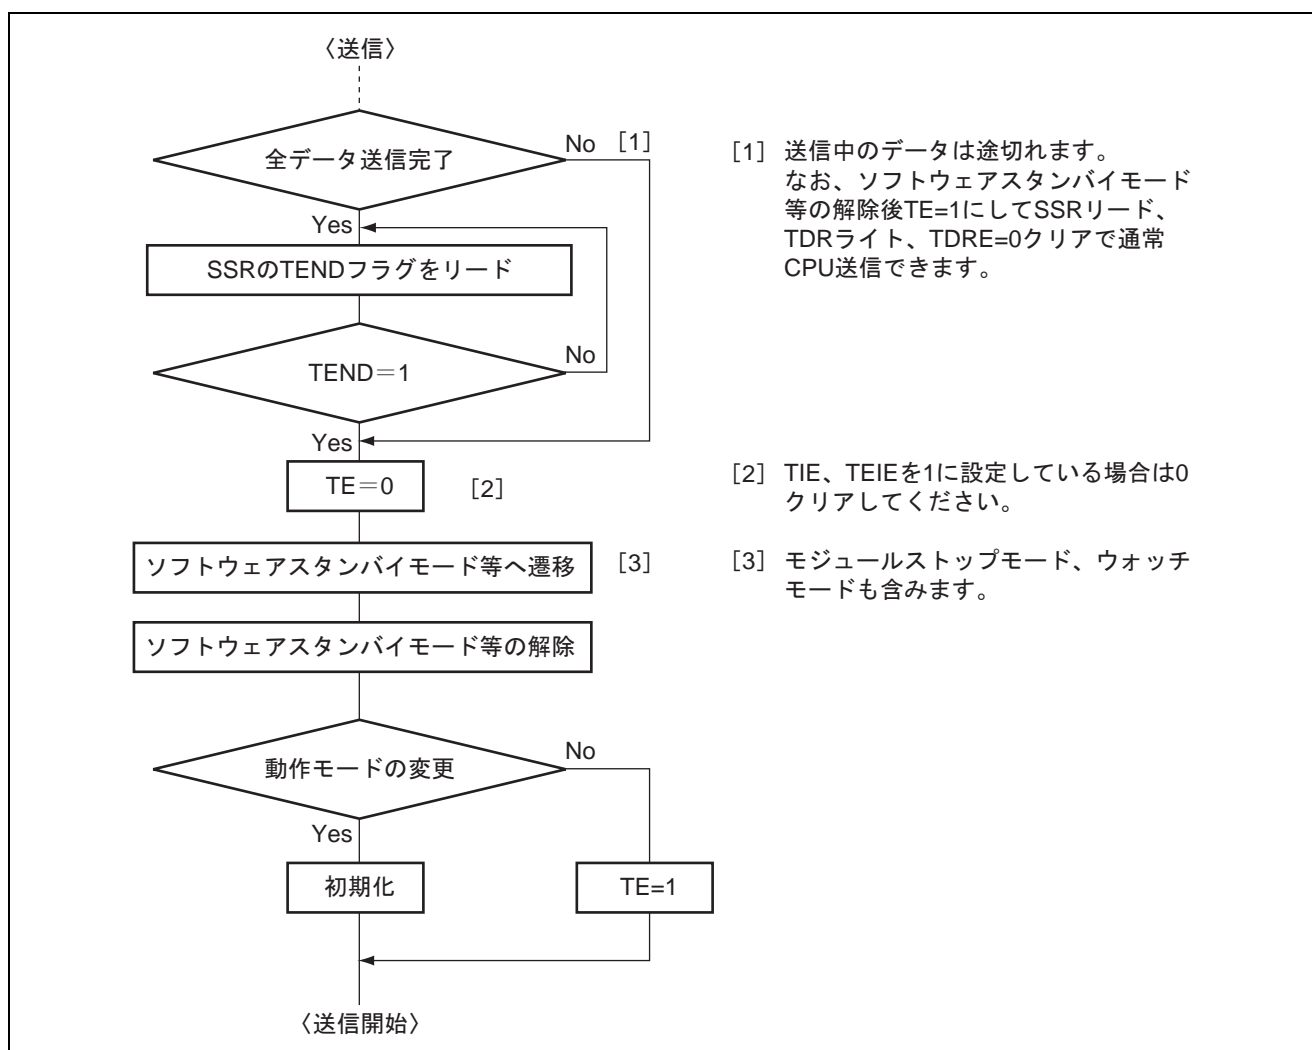 〈送信〉
全データ送信完了
No
[1]
Yes
SSRのTENDフラグをリード
TEND＝1
No
Yes
TE＝0
[2]
ソフトウェアスタンバイモード等へ遷移
[3]
ソフトウェアスタンバイモード等の解除
動作モードの変更
No
Yes
初期化
TE=1
〈送信開始〉
[1] 送信中のデータは途切れます。
なお、ソフトウェアスタンバイモード
等の解除後TE=1にしてSSRリード、
TDRライト、TDRE=0クリアで通常
CPU送信できます。
[2] TIE、TEIEを1に設定している場合は0
クリアしてください。
[3] モジュールストップモード、ウォッチ
モードも含みます。